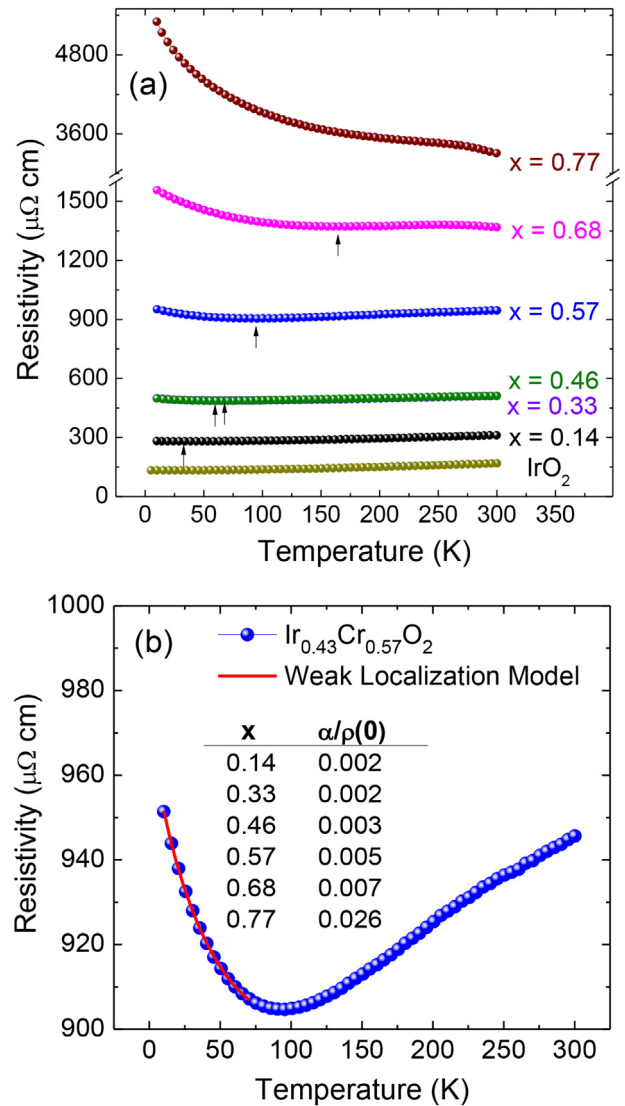 (a)
4800
3600
1500
1200
900
600
300
0
Resistivity (μΩ cm)
x = 0.77
x = 0.68
x = 0.57
x = 0.46
x = 0.33
x = 0.14
IrO2
0 50 100 150 200 250 300 350
Temperature (K)
(b)
1000
980
960
940
920
900
Resistivity (μΩ cm)
Ir0.43Cr0.57O2
Weak Localization Model
x α/ρ(0)
0.14 0.002
0.33 0.002
0.46 0.003
0.57 0.005
0.68 0.007
0.77 0.026
0 50 100 150 200 250 300
Temperature (K)